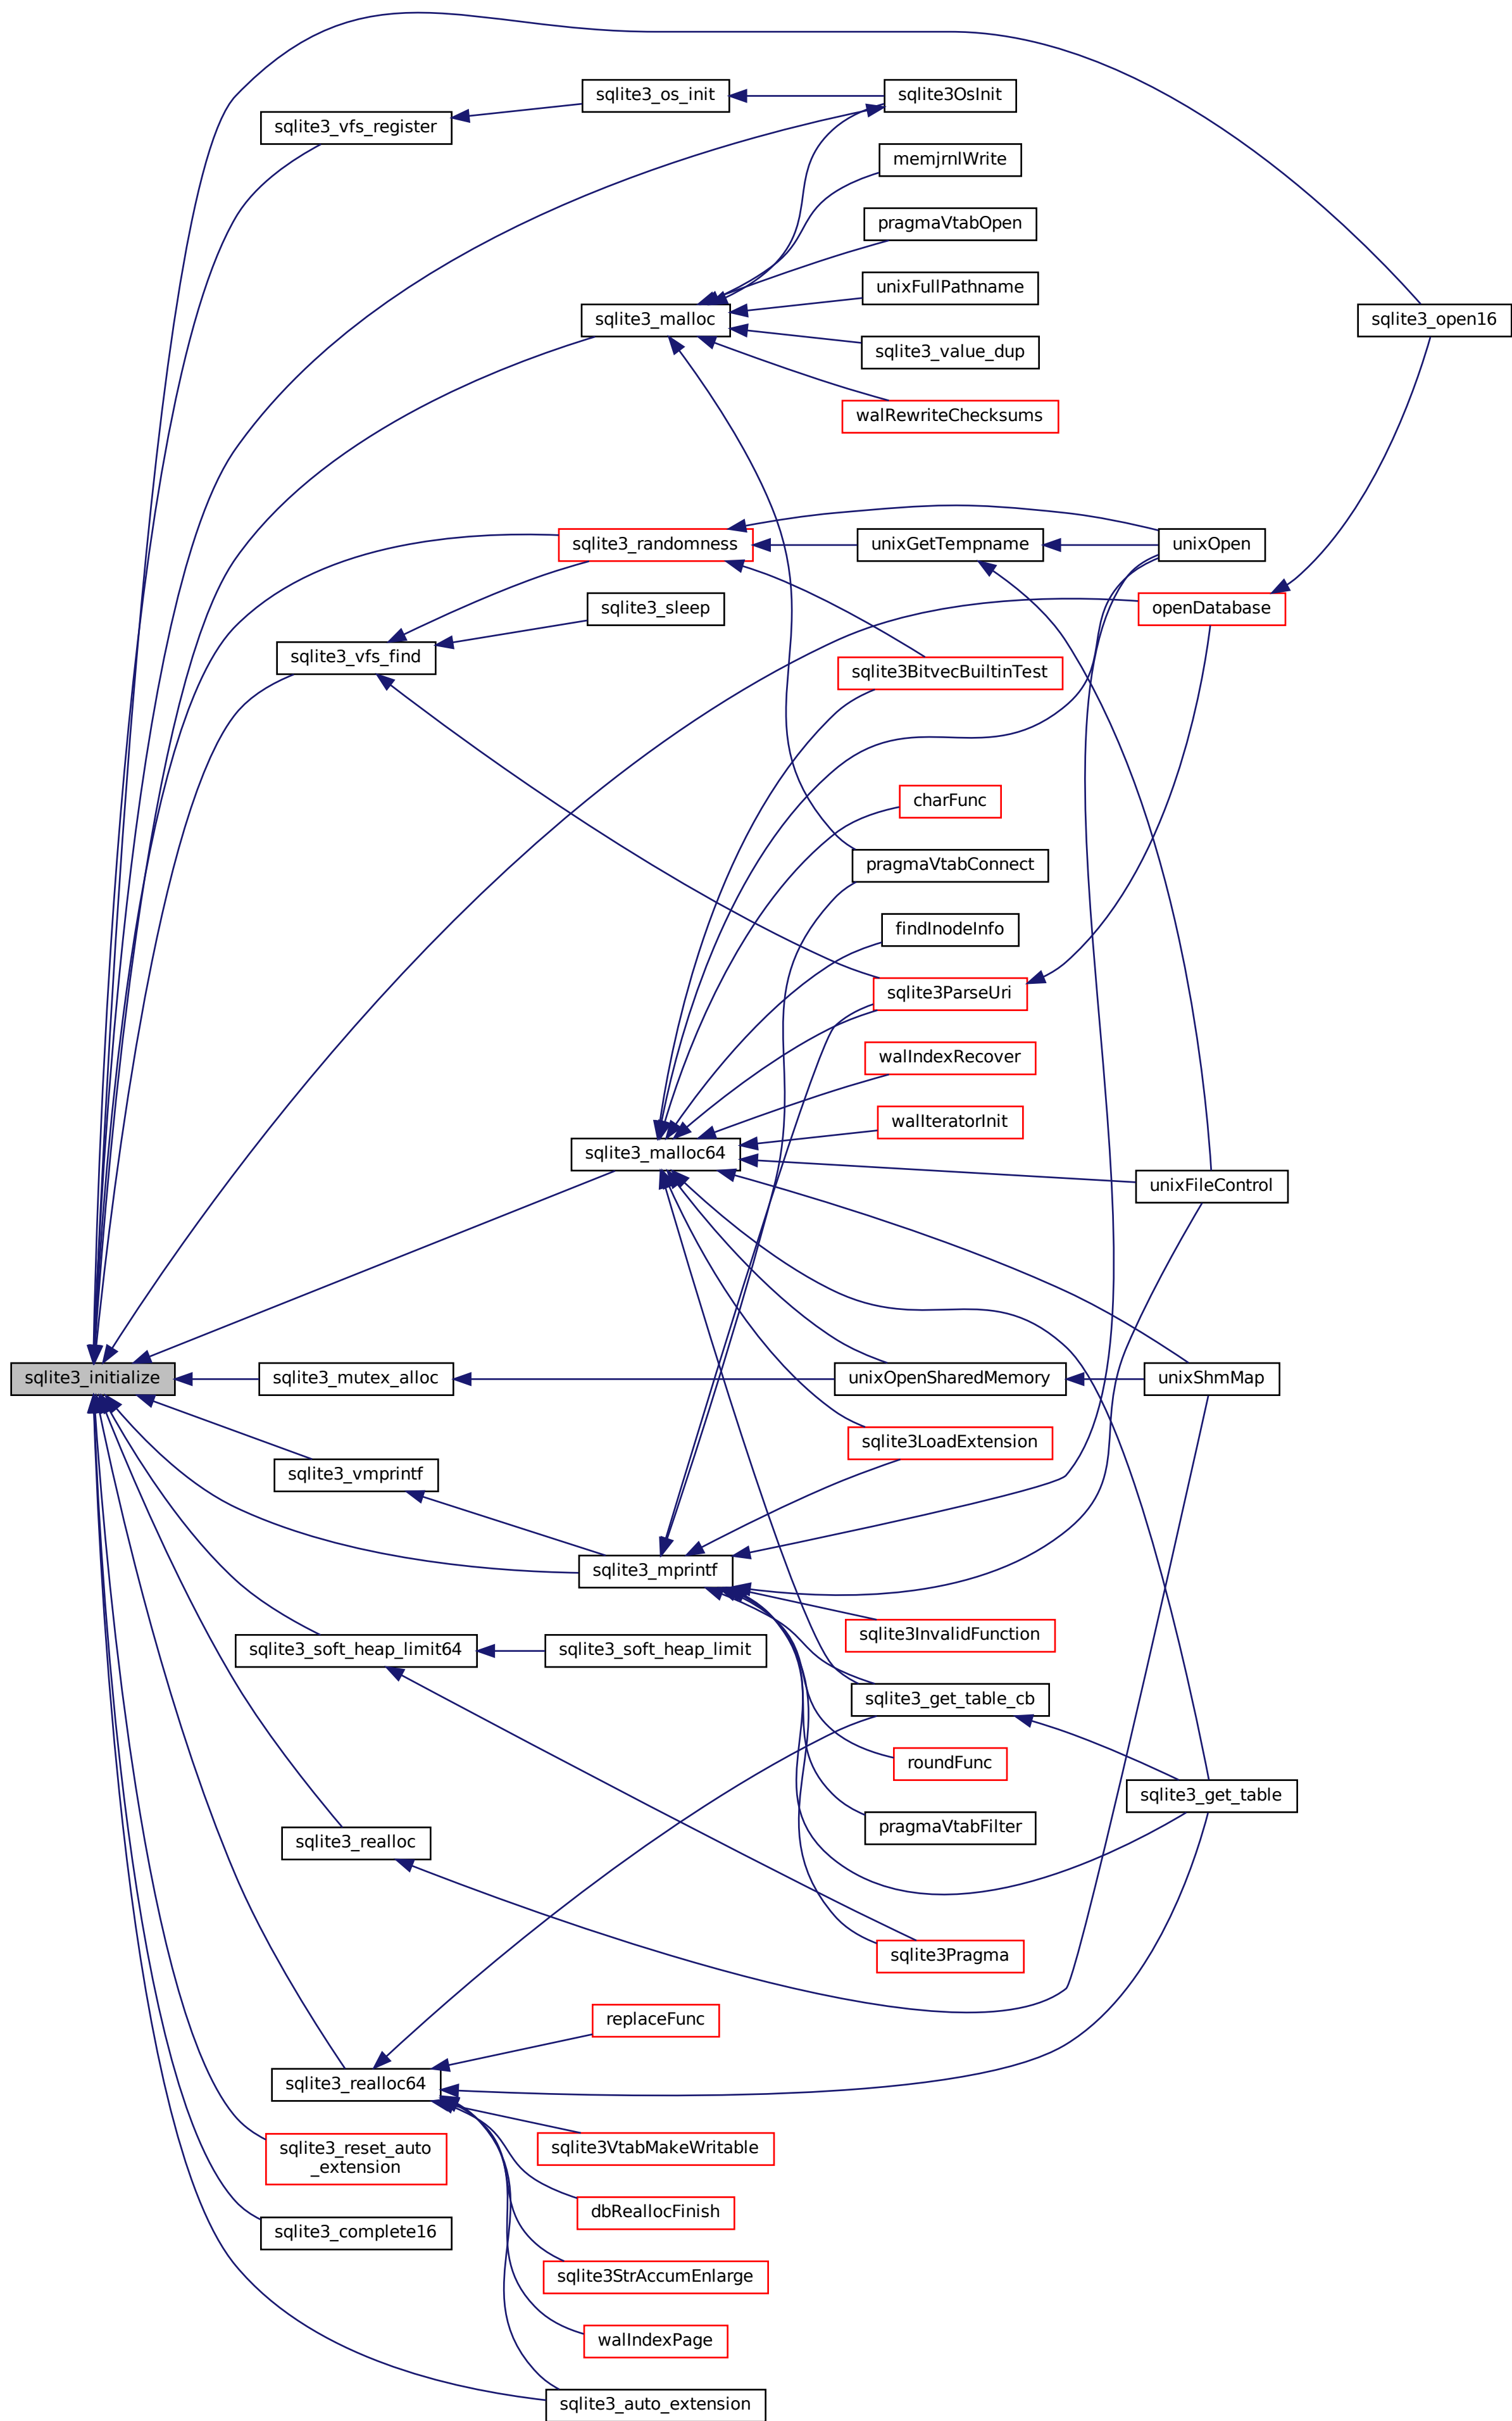 sqlite3_os_init
sqlite3OsInit
sqlite3_vfs_register
memjrnlWrite
pragmaVtabOpen
unixFullPathname
sqlite3_malloc
sqlite3_open16
sqlite3_value_dup
walRewriteChecksums
sqlite3_randomness
unixGetTempname
unixOpen
sqlite3_sleep
openDatabase
sqlite3_vfs_find
sqlite3BitvecBuiltinTest
charFunc
pragmaVtabConnect
findInodeInfo
sqlite3ParseUri
walIndexRecover
walIteratorInit
sqlite3_malloc64
unixFileControl
sqlite3_initialize
sqlite3_mutex_alloc
unixOpenSharedMemory
unixShmMap
sqlite3LoadExtension
sqlite3_vmprintf
sqlite3_mprintf
sqlite3InvalidFunction
sqlite3_soft_heap_limit64
sqlite3_soft_heap_limit
sqlite3_get_table_cb
roundFunc
sqlite3_get_table
pragmaVtabFilter
sqlite3_realloc
sqlite3Pragma
replaceFunc
sqlite3_realloc64
sqlite3_reset_auto
_extension
sqlite3VtabMakeWritable
dbReallocFinish
sqlite3_complete16
sqlite3StrAccumEnlarge
walIndexPage
sqlite3_auto_extension